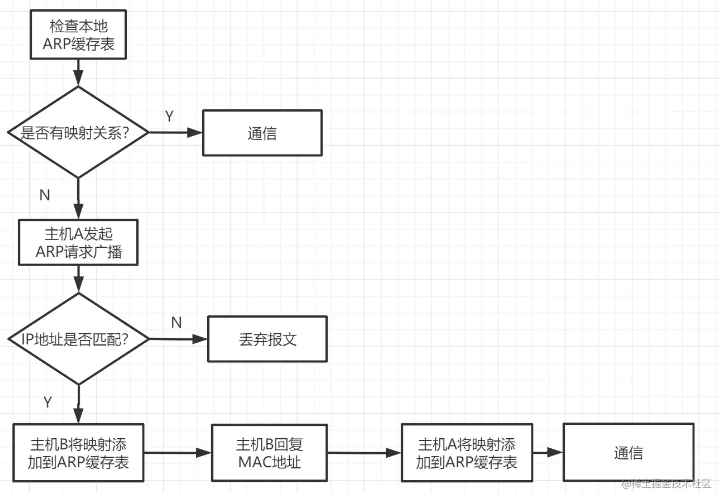 检查本地
ARP缓存表
是否有映射关系？
Y
通信
N
主机A发起
ARP请求广播
IP地址是否匹配？
N
丢弃报文
Y
主机B将映射添
加到ARP缓存表
主机B回复
MAC地址
主机A将映射添
加到ARP缓存表
通信
@稀土掘金技术社区